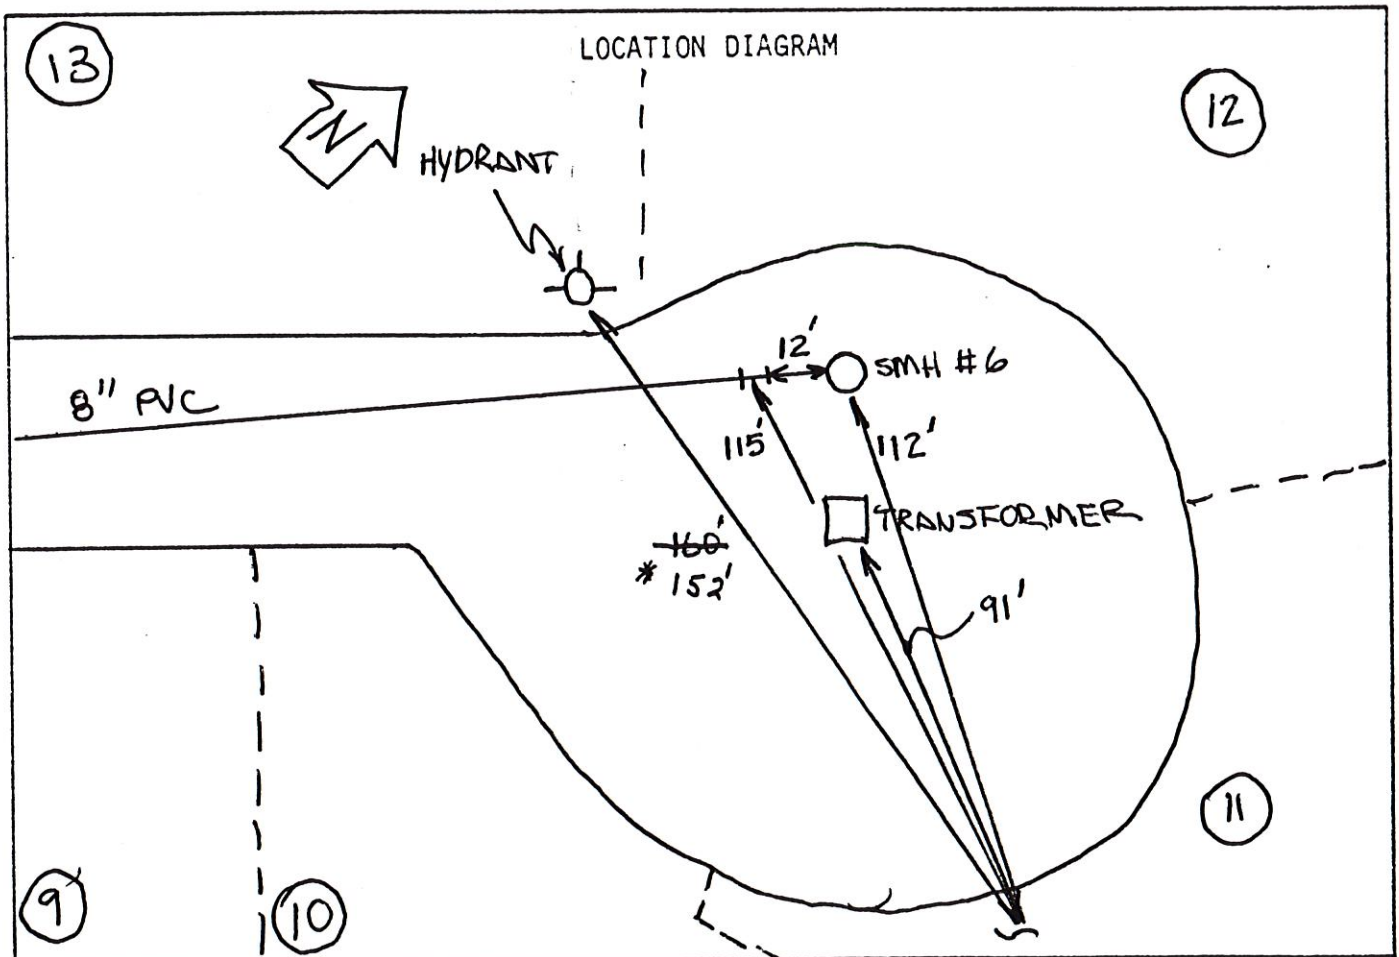 LOCATION DIAGRAM
13
12
N
HYDRANT
12'
SMH #6
8" PVC
115'
112'
TRANSFORMER
160'
* 152'
91'
11
9
10